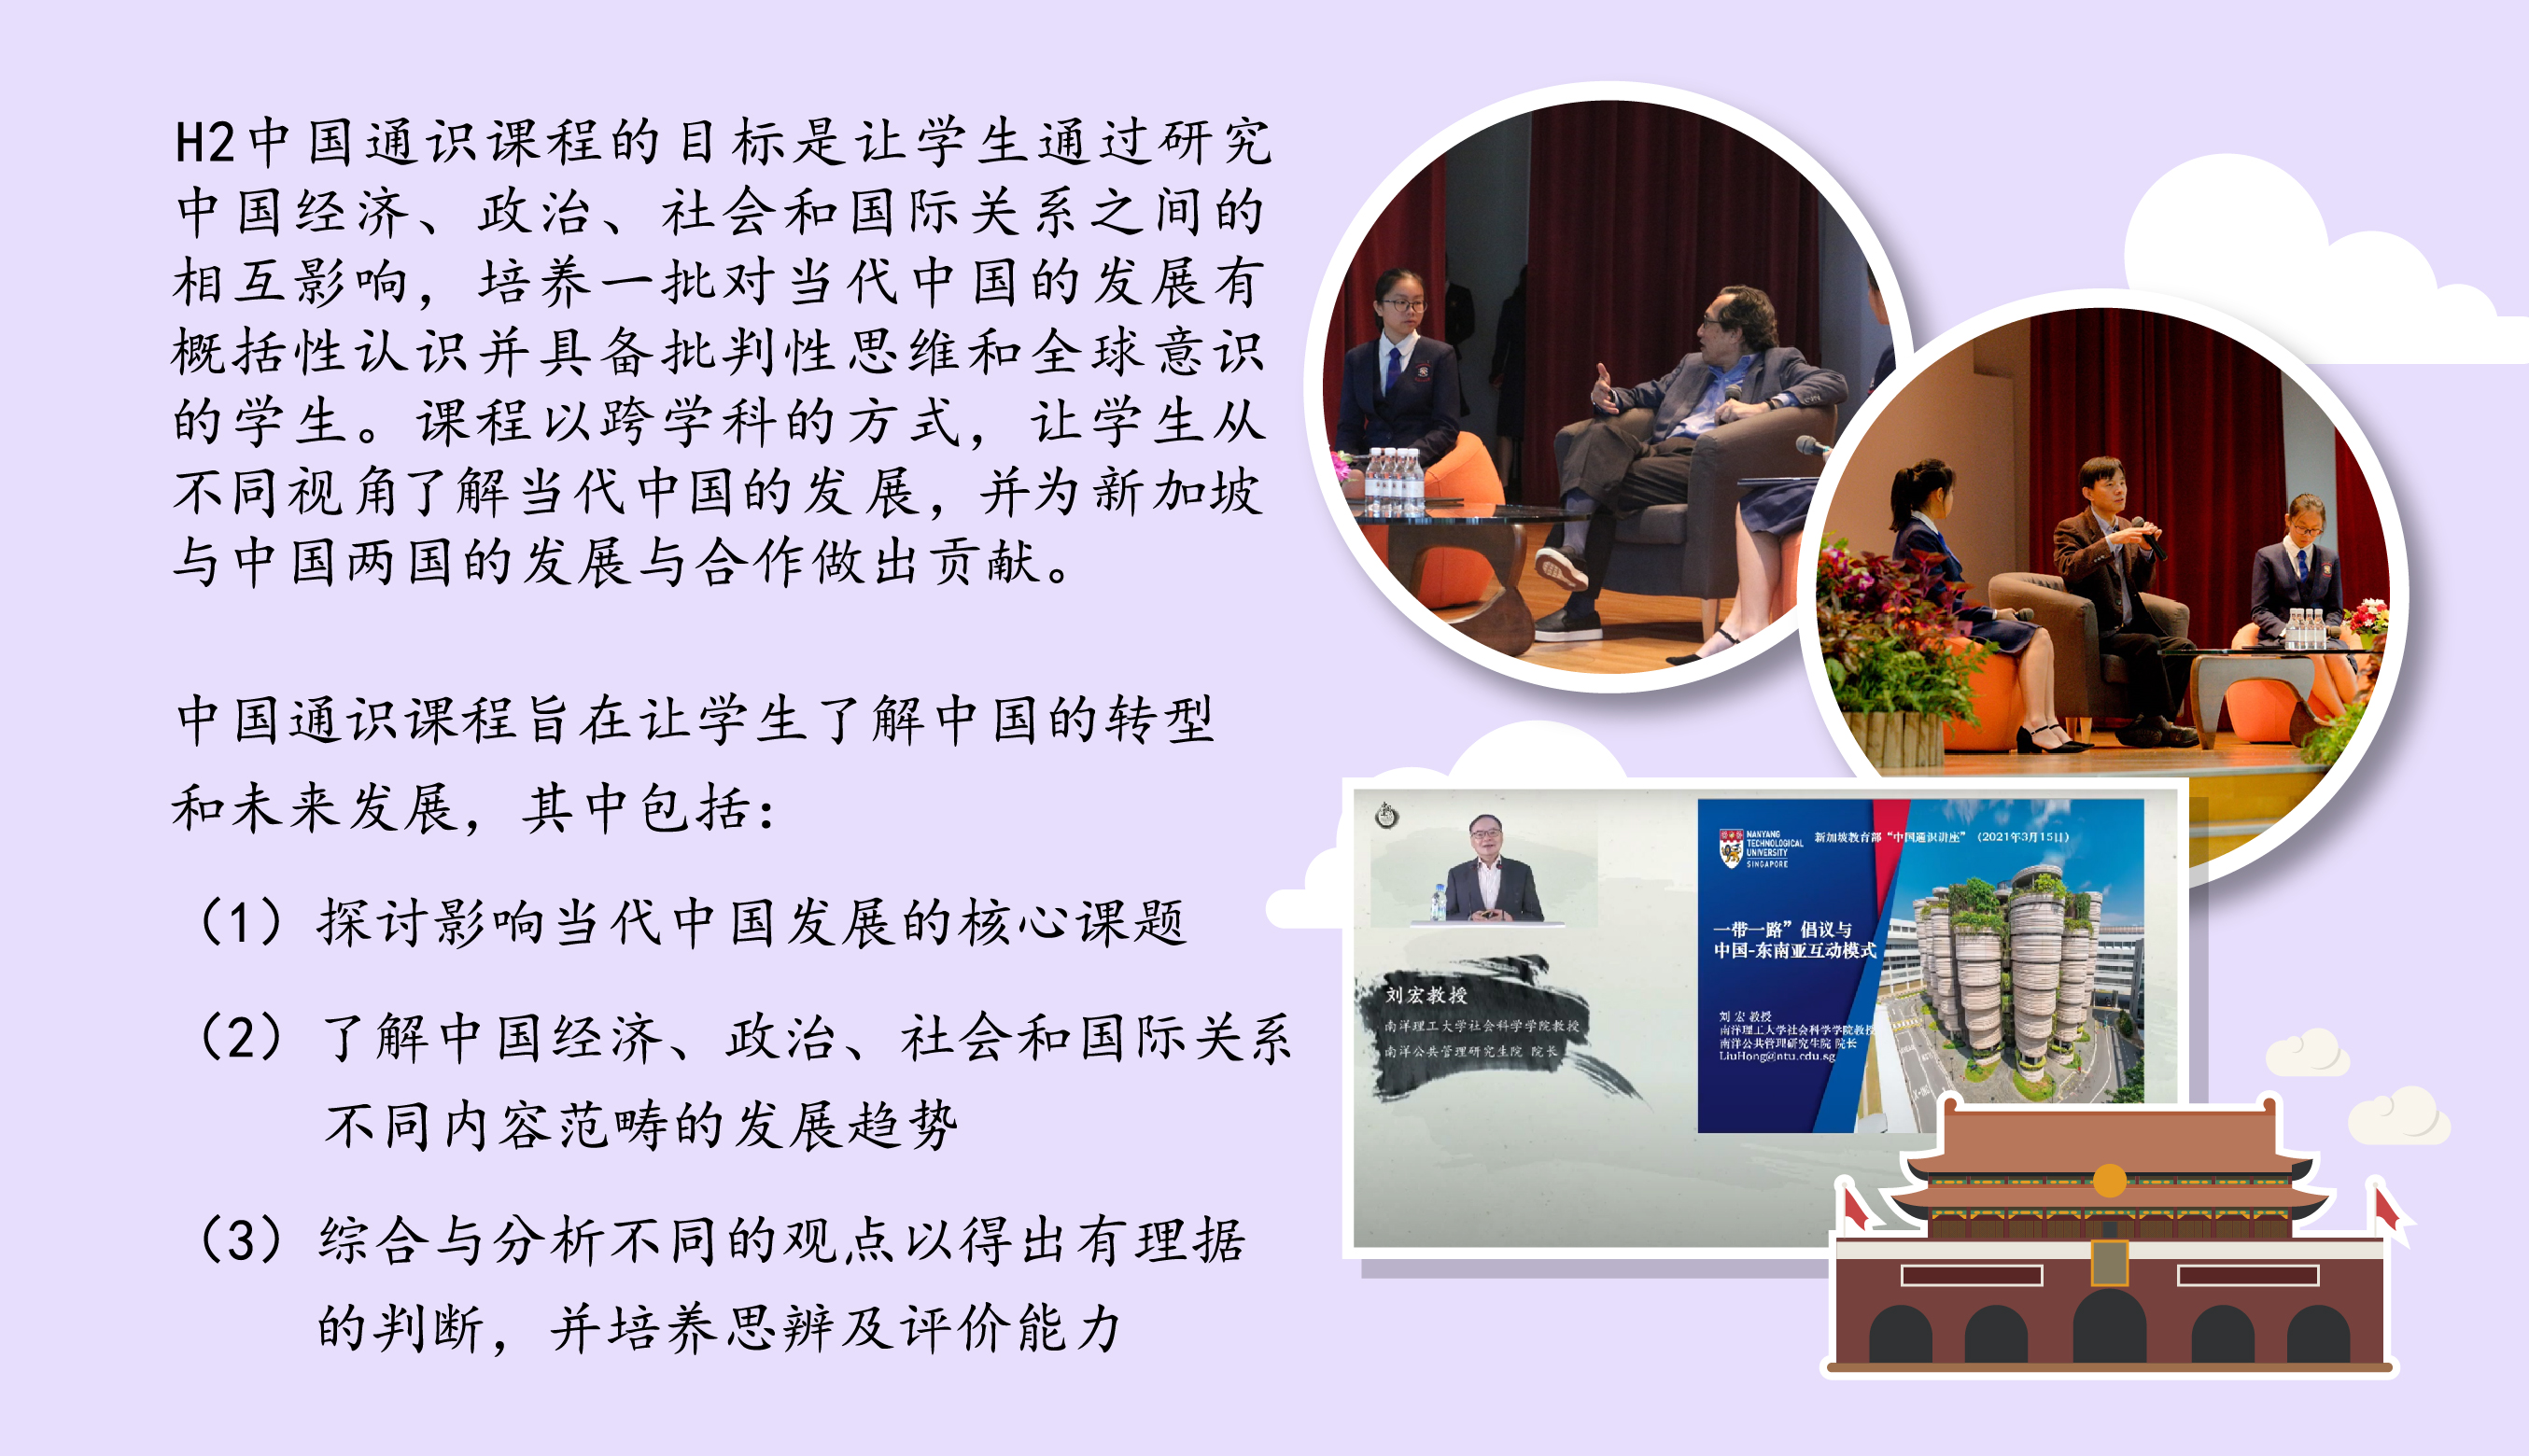 H2中国通识课程的目标是让学生通过研究
中国经济、政治、社会和国际关系之间的
相互影响，培养一批对当代中国的发展有
概括性认识并具备批判性思维和全球意识
的学生。课程以跨学科的方式，让学生从
不同视角了解当代中国的发展，并为新加坡
与中国两国的发展与合作做出贡献。
中国通识课程旨在让学生了解中国的转型
和未来发展，其中包括：
（1）探讨影响当代中国发展的核心课题
（2）了解中国经济、政治、社会和国际关系
不同内容范畴的发展趋势
（3）综合与分析不同的观点以得出有理据
的判断，并培养思辨及评价能力
刘宏教授
南洋理工大学社会科学学院教授
南洋公共管理研究生院 院长
NANYANG
TECHNOLOGICAL
UNIVERSITY
SINGAPORE
新加坡教育部“中国通识讲座”（2021年3月15日）
一带一路”倡议与
中国-东南亚互动模式
刘 宏 教授
南洋理工大学社会科学学院教授
南洋公共管理研究生院 院长
LiuHong@ntu.edu.sg